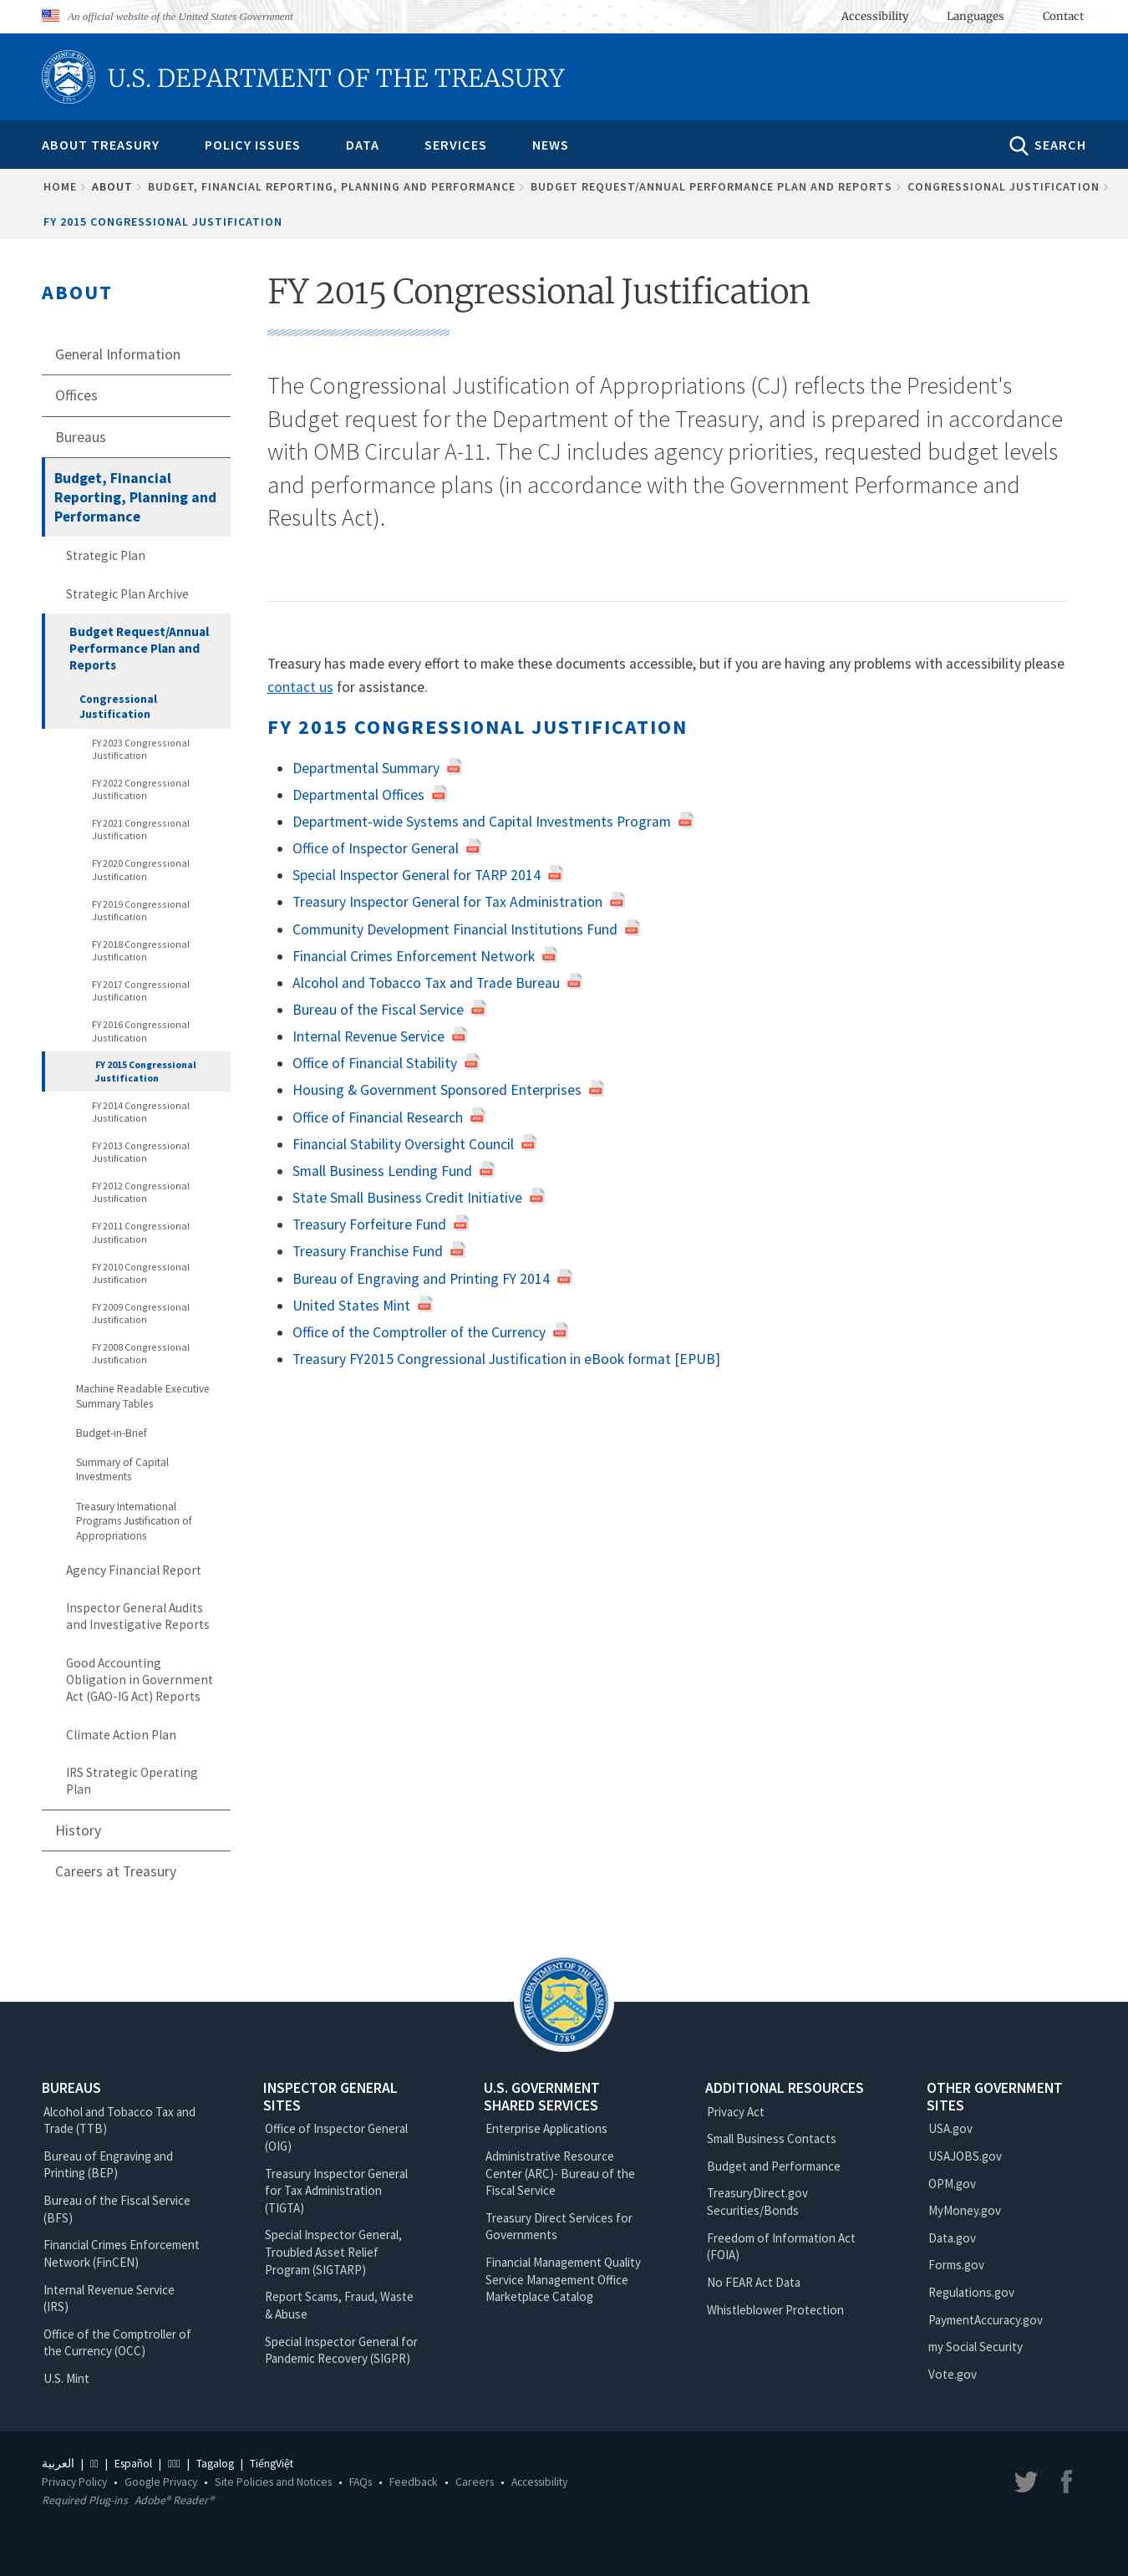 An official website of the United States Government
Accessibility
Languages
Contact
U.S. DEPARTMENT OF THE TREASURY
ABOUT TREASURY
POLICY ISSUES
DATA
SERVICES
NEWS
SEARCH
HOME
ABOUT
BUDGET, FINANCIAL REPORTING, PLANNING AND PERFORMANCE
BUDGET REQUEST/ANNUAL PERFORMANCE PLAN AND REPORTS
CONGRESSIONAL JUSTIFICATION
FY 2015 CONGRESSIONAL JUSTIFICATION
ABOUT
General Information
Offices
Bureaus
Budget, Financial
Reporting, Planning and
Performance
Strategic Plan
Strategic Plan Archive
Budget Request/Annual
Performance Plan and
Reports
Congressional
Justification
FY 2023 Congressional
Justification
FY 2022 Congressional
Justification
FY 2021 Congressional
Justification
FY 2020 Congressional
Justification
FY 2019 Congressional
Justification
FY 2018 Congressional
Justification
FY 2017 Congressional
Justification
FY 2016 Congressional
Justification
FY 2015 Congressional
Justification
FY 2014 Congressional
Justification
FY 2013 Congressional
Justification
FY 2012 Congressional
Justification
FY 2011 Congressional
Justification
FY 2010 Congressional
Justification
FY 2009 Congressional
Justification
FY 2008 Congressional
Justification
Machine Readable Executive
Summary Tables
Budget-in-Brief
Summary of Capital
Investments
Treasury International
Programs Justification of
Appropriations
Agency Financial Report
Inspector General Audits
and Investigative Reports
Good Accounting
Obligation in Government
Act (GAO-IG Act) Reports
Climate Action Plan
IRS Strategic Operating
Plan
History
Careers at Treasury
FY 2015 Congressional Justification
The Congressional Justification of Appropriations (CJ) reflects the President's
Budget request for the Department of the Treasury, and is prepared in accordance
with OMB Circular A-11. The CJ includes agency priorities, requested budget levels
and performance plans (in accordance with the Government Performance and
Results Act).
Treasury has made every effort to make these documents accessible, but if you are having any problems with accessibility please
contact us for assistance.
FY 2015 CONGRESSIONAL JUSTIFICATION
Departmental Summary
Departmental Offices
Department-wide Systems and Capital Investments Program
Office of Inspector General
Special Inspector General for TARP 2014
Treasury Inspector General for Tax Administration
Community Development Financial Institutions Fund
Financial Crimes Enforcement Network
Alcohol and Tobacco Tax and Trade Bureau
Bureau of the Fiscal Service
Internal Revenue Service
Office of Financial Stability
Housing & Government Sponsored Enterprises
Office of Financial Research
Financial Stability Oversight Council
Small Business Lending Fund
State Small Business Credit Initiative
Treasury Forfeiture Fund
Treasury Franchise Fund
Bureau of Engraving and Printing FY 2014
United States Mint
Office of the Comptroller of the Currency
Treasury FY2015 Congressional Justification in eBook format [EPUB]
THE DEPARTMENT OF THE TREASURY
1789
BUREAUS
Alcohol and Tobacco Tax and
Trade (TTB)
Bureau of Engraving and
Printing (BEP)
Bureau of the Fiscal Service
(BFS)
Financial Crimes Enforcement
Network (FinCEN)
Internal Revenue Service
(IRS)
Office of the Comptroller of
the Currency (OCC)
U.S. Mint
INSPECTOR GENERAL
SITES
Office of Inspector General
(OIG)
Treasury Inspector General
for Tax Administration
(TIGTA)
Special Inspector General,
Troubled Asset Relief
Program (SIGTARP)
Report Scams, Fraud, Waste
& Abuse
Special Inspector General for
Pandemic Recovery (SIGPR)
U.S. GOVERNMENT
SHARED SERVICES
Enterprise Applications
Administrative Resource
Center (ARC)- Bureau of the
Fiscal Service
Treasury Direct Services for
Governments
Financial Management Quality
Service Management Office
Marketplace Catalog
ADDITIONAL RESOURCES
Privacy Act
Small Business Contacts
Budget and Performance
TreasuryDirect.gov
Securities/Bonds
Freedom of Information Act
(FOIA)
No FEAR Act Data
Whistleblower Protection
OTHER GOVERNMENT
SITES
USA.gov
USAJOBS.gov
OPM.gov
MyMoney.gov
Data.gov
Forms.gov
Regulations.gov
PaymentAccuracy.gov
my Social Security
Vote.gov
العربية | | Español | | Tagalog | TiếngViệt
Privacy Policy • Google Privacy • Site Policies and Notices • FAQs • Feedback • Careers • Accessibility
Required Plug-ins Adobe® Reader®